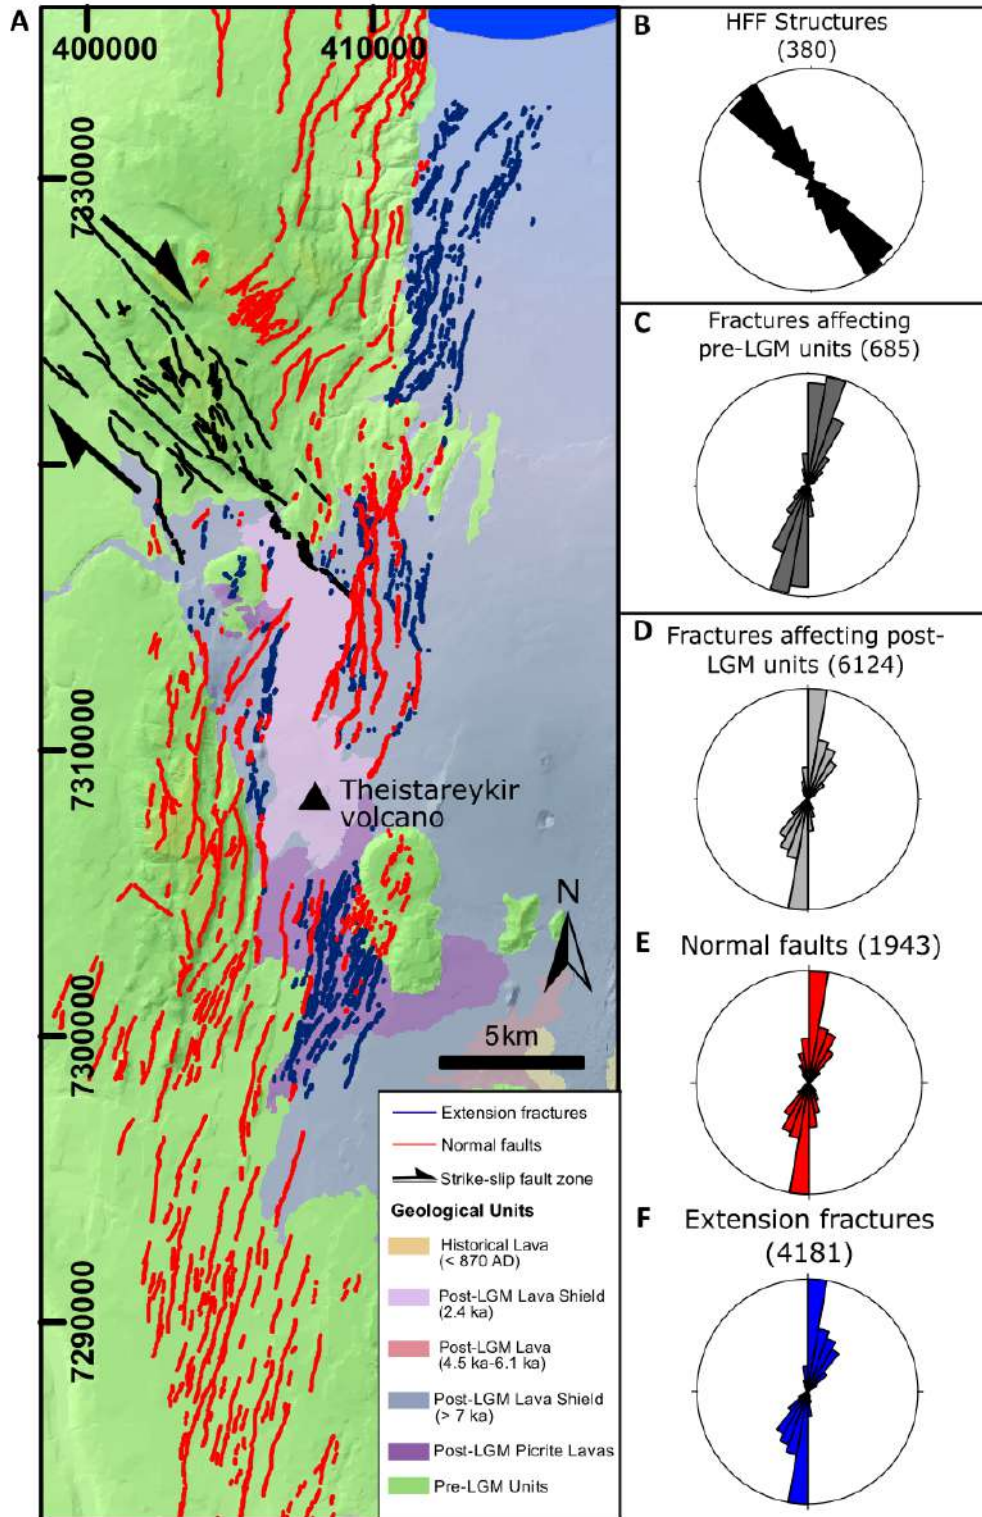 A
400000
410000
7330000
7310000
7300000
7290000
Theistareykir
volcano
N
5km
Extension fractures
Normal faults
Strike-slip fault zone
Geological Units
Historical Lava
(< 870 AD)
Post-LGM Lava Shield
(2.4 ka)
Post-LGM Lava
(4.5 ka-6.1 ka)
Post-LGM Lava Shield
(> 7 ka)
Post-LGM Picrite Lavas
Pre-LGM Units
B
HFF Structures
(380)
C
Fractures affecting
pre-LGM units (685)
D
Fractures affecting post-
LGM units (6124)
E
Normal faults (1943)
F
Extension fractures
(4181)